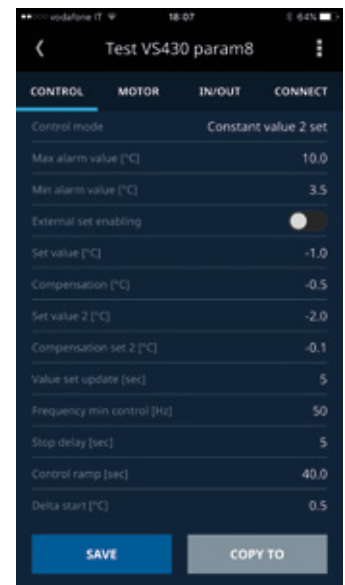 vodafone IT 18:07 64%
Test VS430 param8
CONTROL MOTOR IN/OUT CONNECT
Control mode Constant value 2 set
Max alarm value [°C] 10.0
Min alarm value [°C] 3.5
External set enabling
Set value [°C] -1.0
Compensation [°C] -0.5
Set value 2 [°C] -2.0
Compensation set 2 [°C] -0.1
Value set update [sec] 5
Frequency min control [Hz] 50
Stop delay [sec] 5
Control ramp [sec] 40.0
Delta start [°C] 0.5
SAVE COPY TO